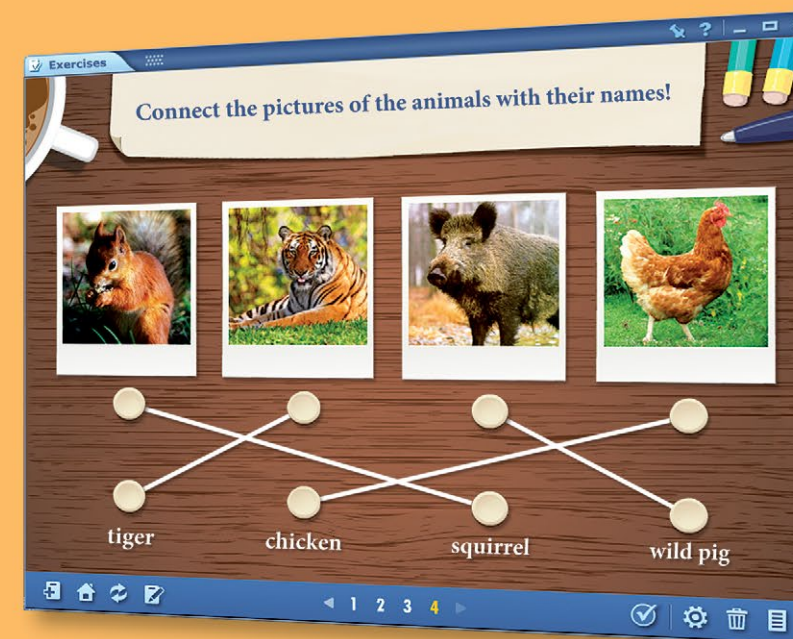 Exercises
Connect the pictures of the animals with their names!
tiger
chicken
squirrel
wild pig
1 2 3 4